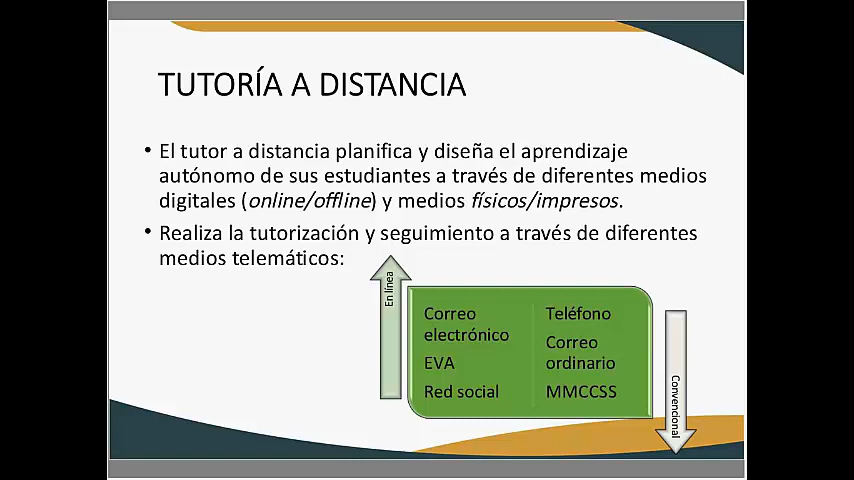 TUTORÍA A DISTANCIA
• El tutor a distancia planifica y diseña el aprendizaje
autónomo de sus estudiantes a través de diferentes medios
digitales (online/offline) y medios físicos/impresos.
• Realiza la tutorización y seguimiento a través de diferentes
medios telemáticos:
En línea
Correo
electrónico
EVA
Red social
Teléfono
Correo
ordinario
MMCCSS
Convencional